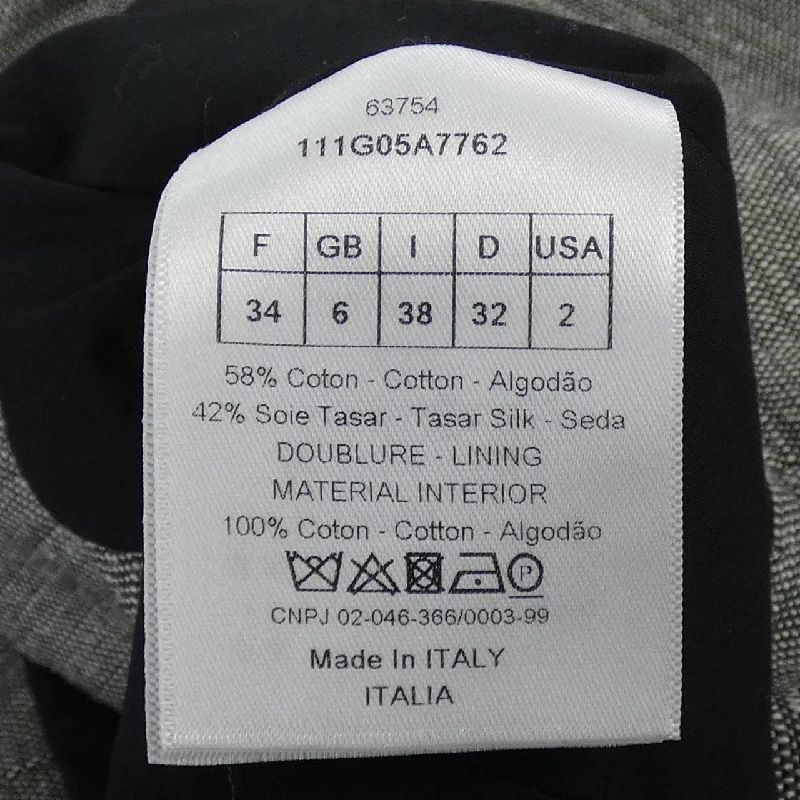 63754
111G05A7762
F GB I D USA
34 6 38 32 2
58% Coton - Cotton - Algodão
42% Soie Tasar - Tasar Silk - Seda
DOUBLURE - LINING
MATERIAL INTERIOR
100% Coton - Cotton - Algodão
P
CNPJ 02-046-366/0003-99
Made In ITALY
ITALIA